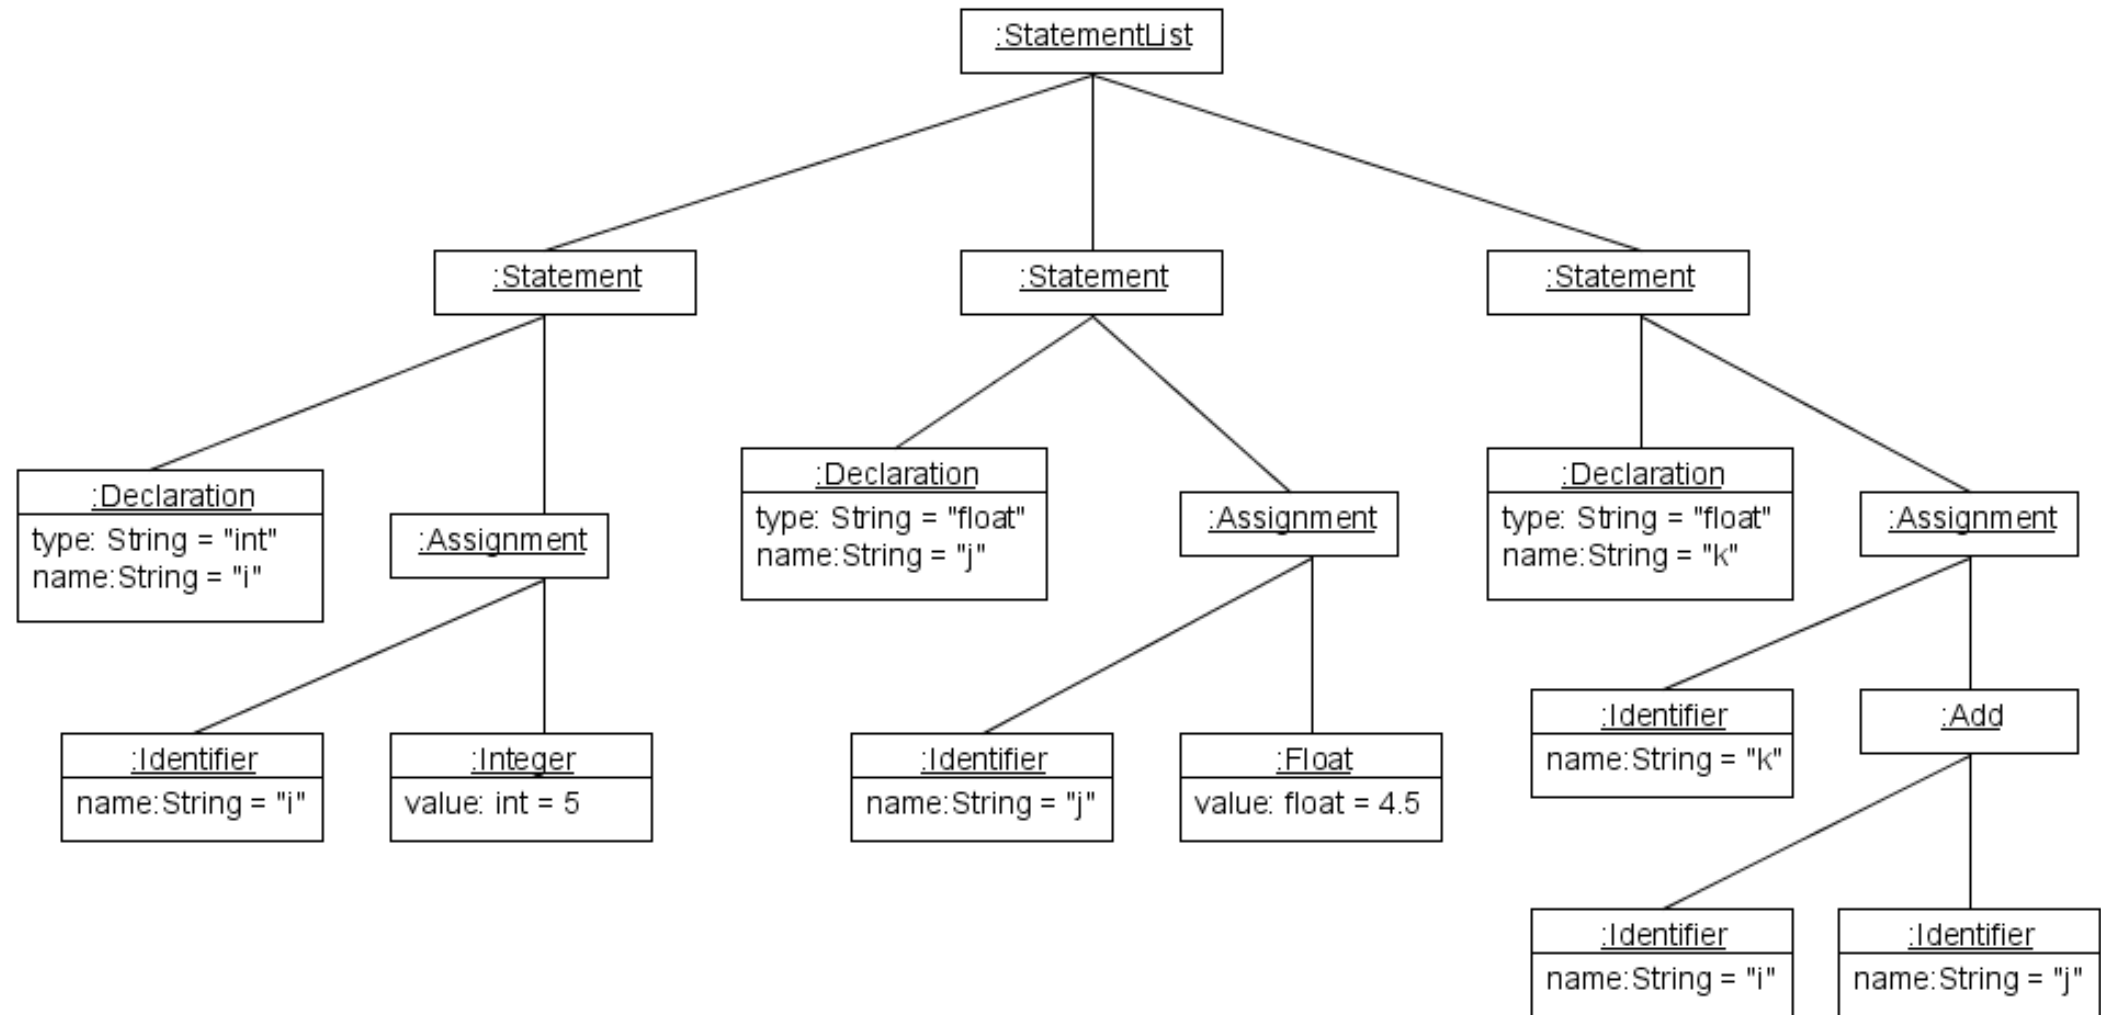 :StatementList
:Statement
:Statement
:Statement
:Declaration
type: String = "int"
name:String = "i"
:Assignment
:Declaration
type: String = "float"
name:String = "j"
:Assignment
:Declaration
type: String = "float"
name:String = "k"
:Assignment
:Identifier
name:String = "i"
:Integer
value: int = 5
:Identifier
name:String = "j"
:Float
value: float = 4.5
:Identifier
name:String = "k"
:Add
:Identifier
name:String = "i"
:Identifier
name:String = "j"